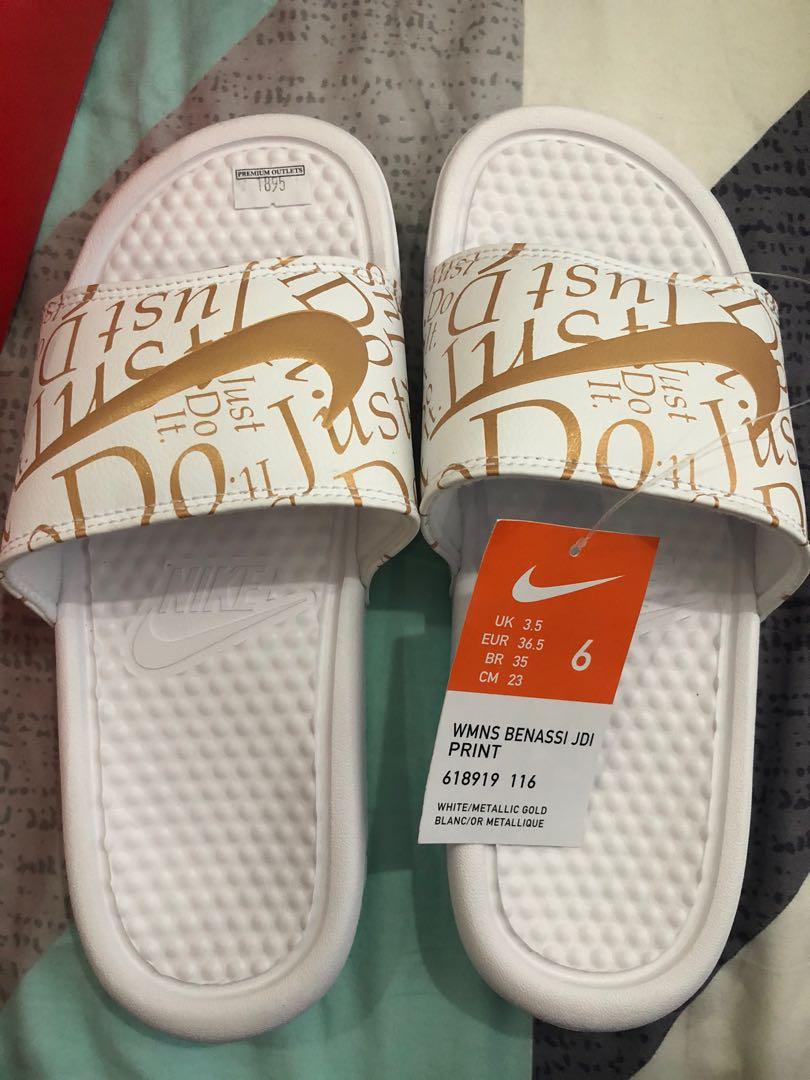 PREMIUM OUTLETS
1895
Just
Do
It.
Just
Do
It.
Just
Do
It.
Just
Do
It.
NIKE
UK 3.5
EUR 36.5
BR 35
CM 23
6
WMNS BENASSI JDI
PRINT
618919 116
WHITE/METALLIC GOLD
BLANC/OR METALLIQUE